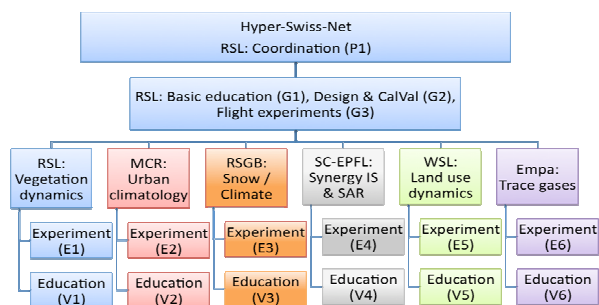 Hyper-Swiss-Net
RSL: Coordination (P1)
RSL: Basic education (G1), Design & CalVal (G2),
Flight experiments (G3)
RSL:
Vegetation
dynamics
MCR:
Urban
climatology
RSGB:
Snow /
Climate
SC-EPFL:
Synergy IS
& SAR
WSL:
Land use
dynamics
Empa:
Trace gases
Experiment
(E1)
Experiment
(E2)
Experiment
(E3)
Experiment
(E4)
Experiment
(E5)
Experiment
(E6)
Education
(V1)
Education
(V2)
Education
(V3)
Education
(V4)
Education
(V5)
Education
(V6)